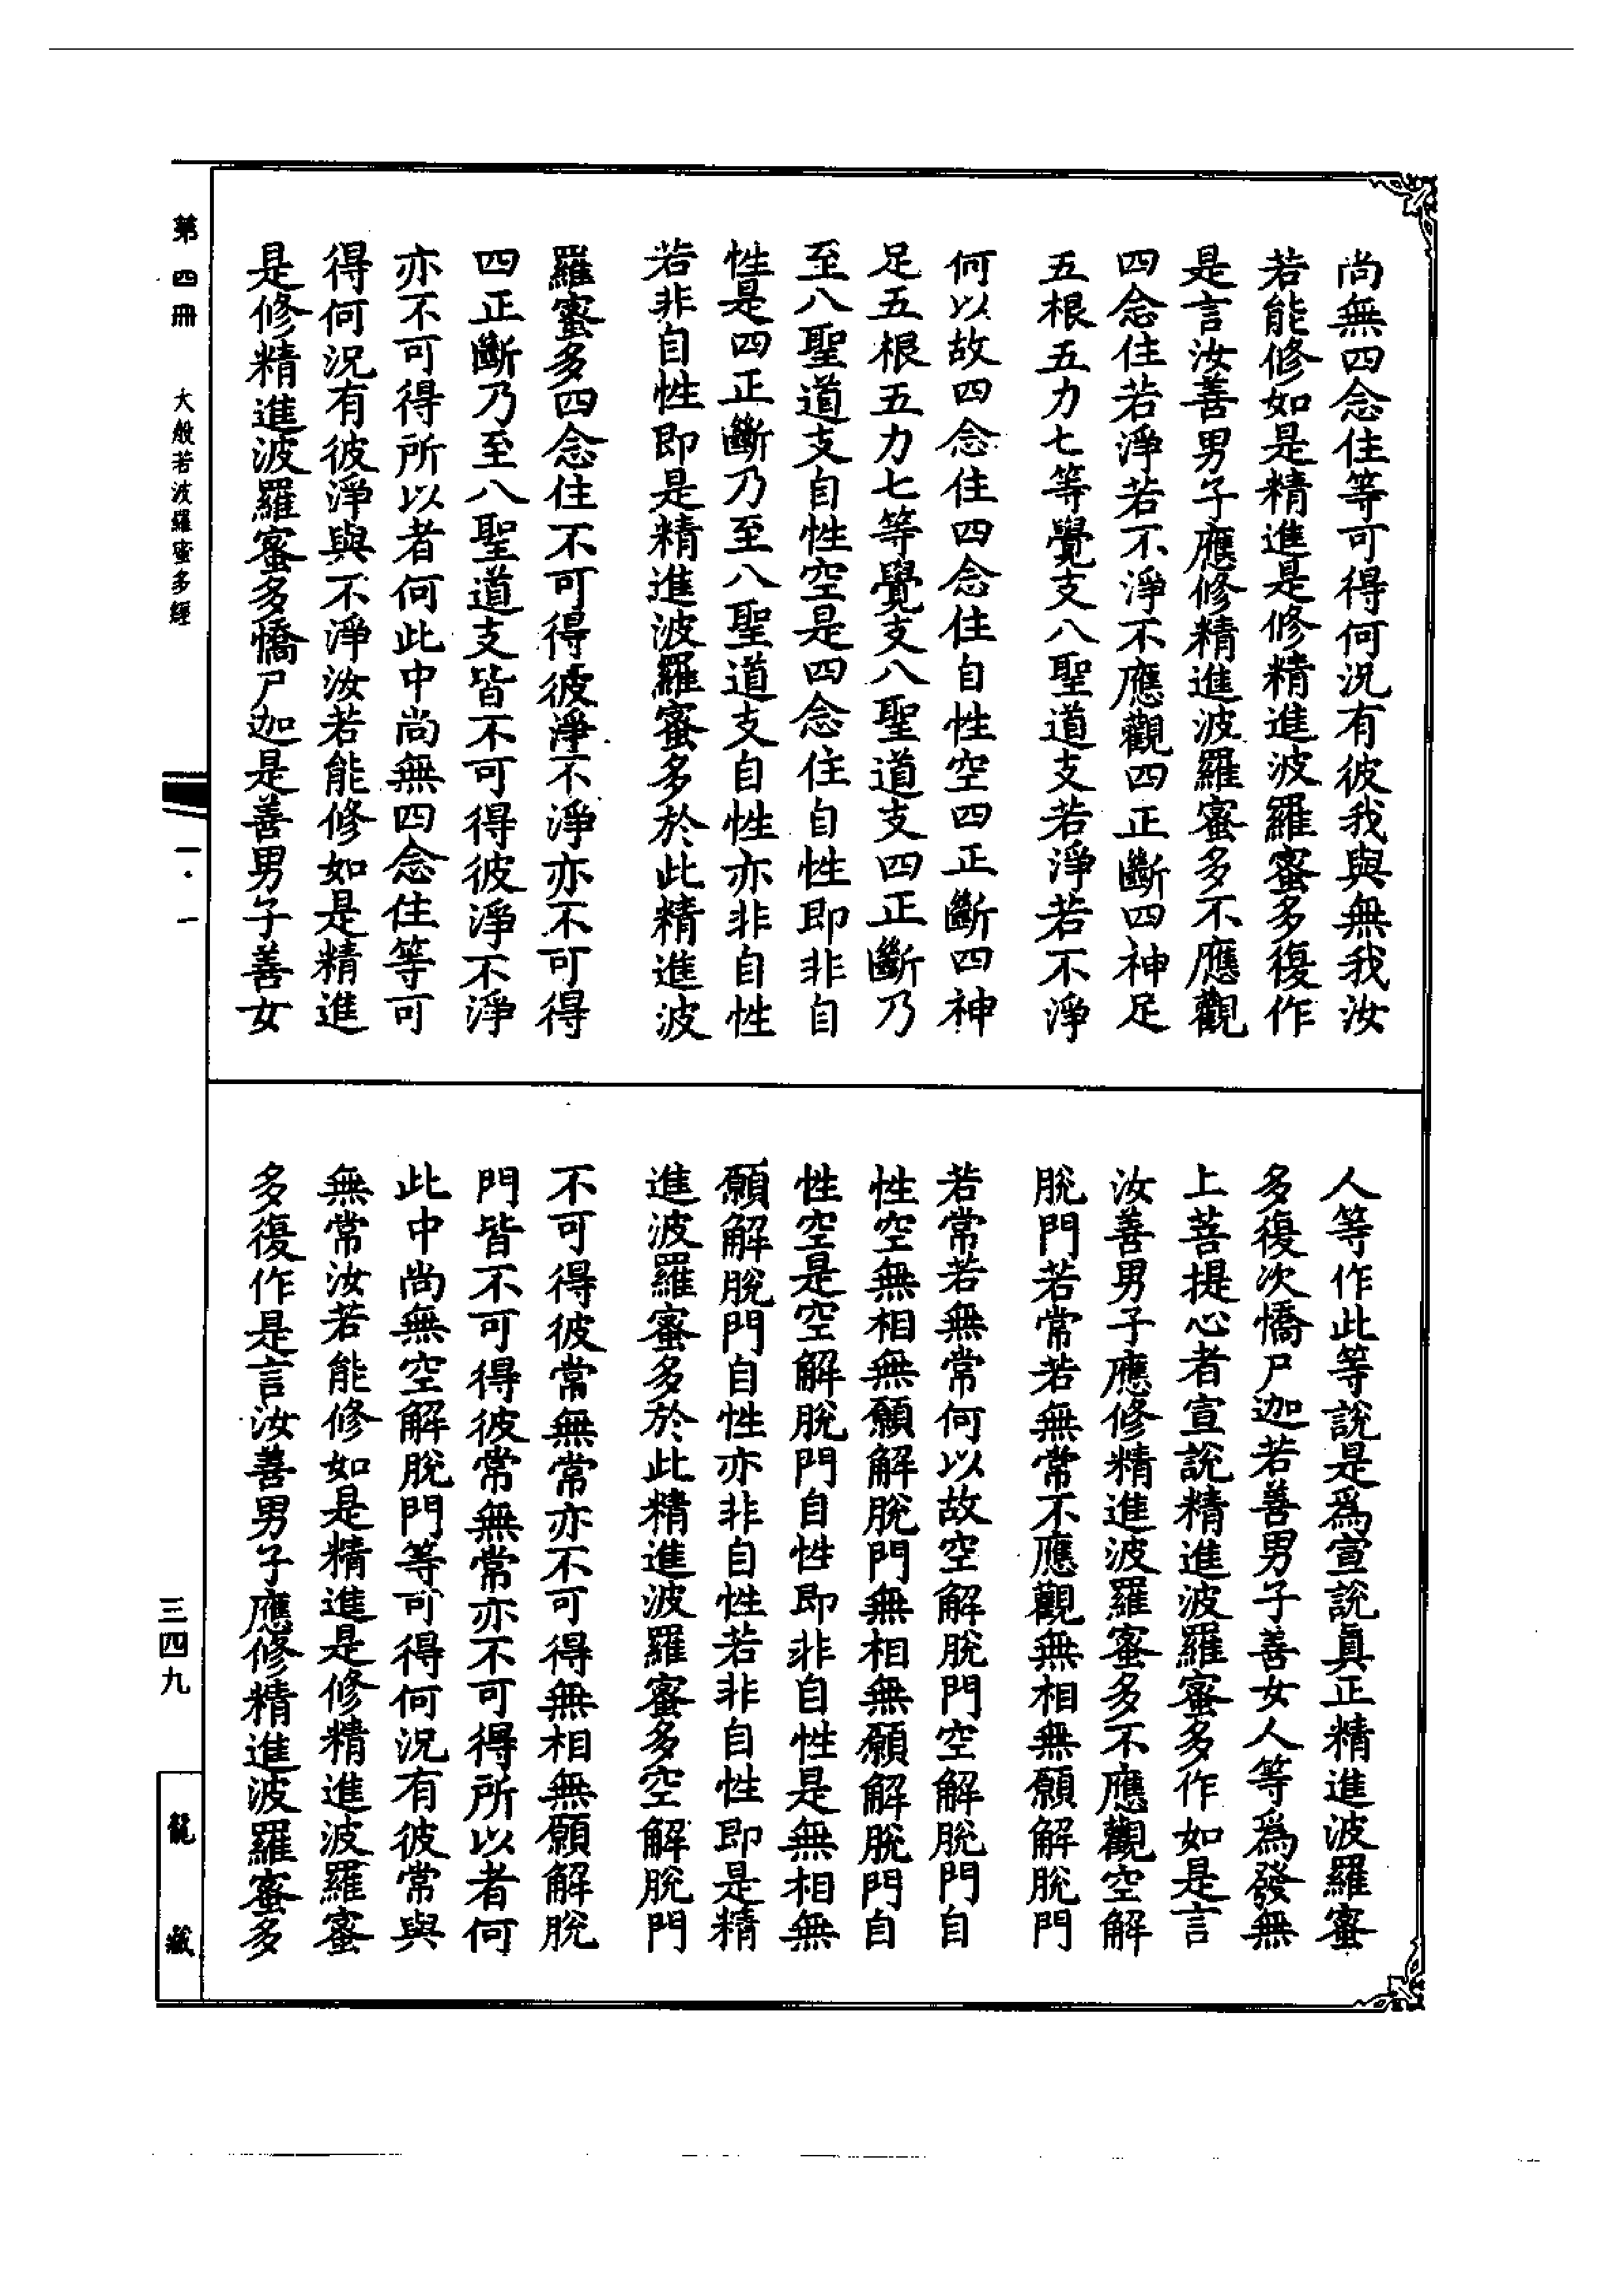 尚無四念住等可得何況有彼我與無我汝
若能修如是精進是修精進波羅蜜多復作
是言汝善男子應修精進波羅蜜多不應觀
四念住若淨若不淨不應觀四正斷四神足
五根五力七等覺支八聖道支若淨若不淨
何以故四念住四念住自性空四正斷四神
足五根五力七等覺支八聖道支四正斷乃
至八聖道支自性空是四念住自性即非自
性是四正斷乃至八聖道支自性亦非自性
若非自性即是精進波羅蜜多於此精進波
羅蜜多四念住不可得彼淨不淨亦不可得
四正斷乃至八聖道支皆不可得彼淨不淨
亦不可得所以者何此中尚無四念住等可
得何況有彼淨與不淨汝若能修如是精進
是修精進波羅蜜多憍尸迦是善男子善女
人等作此等說是爲宣說眞正精進波羅蜜
多復次憍尸迦若善男子善女人等爲發無
上菩提心者宣說精進波羅蜜多作如是言
汝善男子應修精進波羅蜜多不應觀空解
脫門若常若無常不應觀無相無願解脫門
若常若無常何以故空解脫門空解脫門自
性空無相無願解脫門無相無願解脫門自
性空是空解脫門自性即非自性是無相無
願解脫門自性亦非自性若非自性即是精
進波羅蜜多於此精進波羅蜜多空解脫門
不可得彼常無常亦不可得無相無願解脫
門皆不可得彼常無常亦不可得所以者何
此中尚無空解脫門等可得何況有彼常與
無常汝若能修如是精進是修精進波羅蜜
多復作是言汝善男子應修精進波羅蜜多
第四冊 大般若波羅蜜多經 一·一 三四九 龍藏